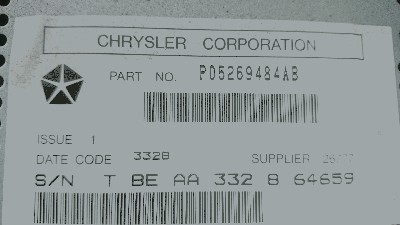 CHRYSLER CORPORATION
PART NO. P05269484AB
ISSUE 1
DATE CODE 3328 SUPPLIER
S/N T BE AA 332 8 64659